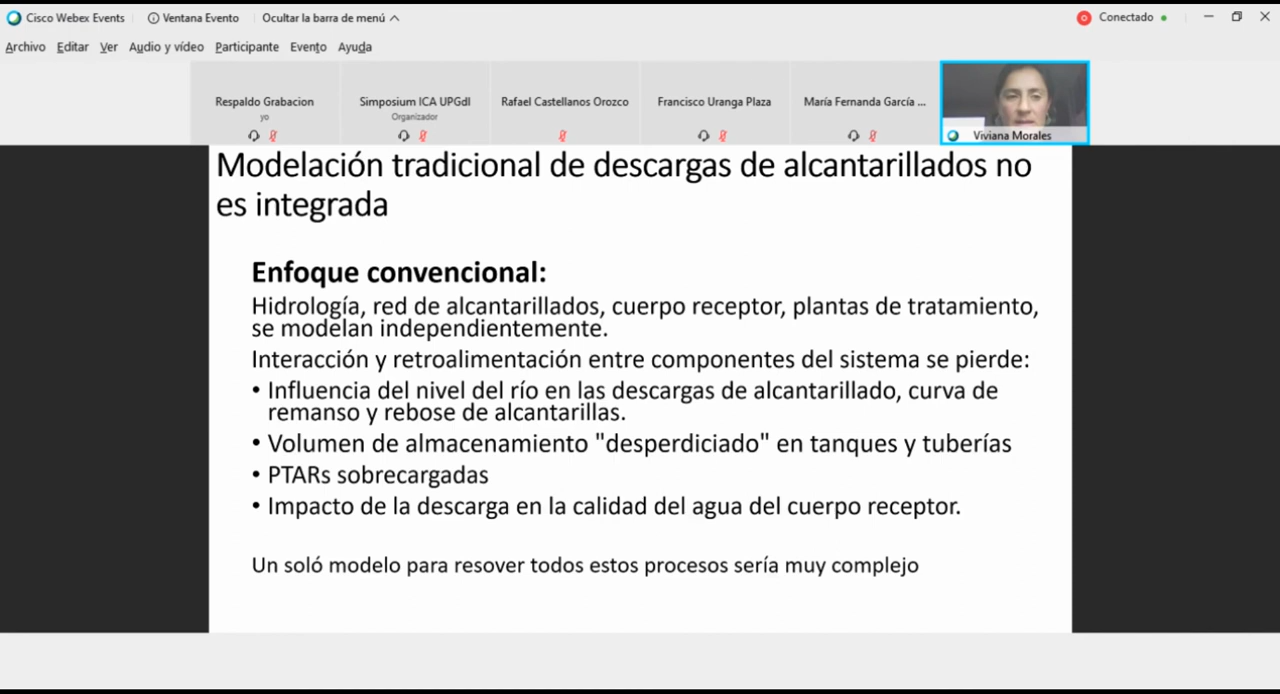 Cisco Webex Events
Ventana Evento
Ocultar la barra de menú
Conectado
Archivo Editar Ver Audio y vídeo Participante Evento Ayuda
Respaldo Grabacion
yo
Simposium ICA UPGdl
Organizador
Rafael Castellanos Orozco
Francisco Uranga Plaza
María Fernanda García ...
Viviana Morales
Modelación tradicional de descargas de alcantarillados no
es integrada
Enfoque convencional:
Hidrología, red de alcantarillados, cuerpo receptor, plantas de tratamiento,
se modelan independientemente.
Interacción y retroalimentación entre componentes del sistema se pierde:
• Influencia del nivel del río en las descargas de alcantarillado, curva de
remanso y rebose de alcantarillas.
• Volumen de almacenamiento "desperdiciado" en tanques y tuberías
• PTARs sobrecargadas
• Impacto de la descarga en la calidad del agua del cuerpo receptor.
Un soló modelo para resover todos estos procesos sería muy complejo